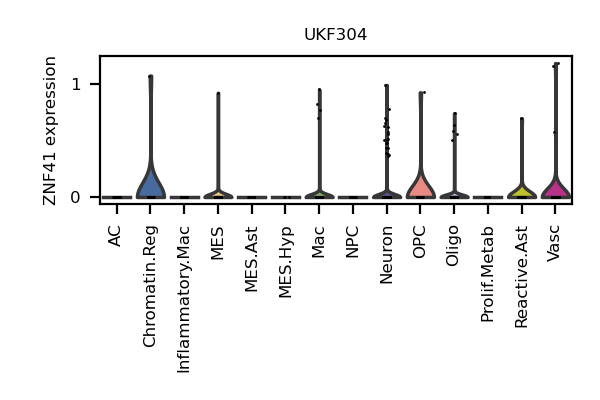 UKF304
ZNF41 expression
1
0
AC
Chromatin.Reg
Inflammatory.Mac
MES
MES.Ast
MES.Hyp
Mac
NPC
Neuron
OPC
Oligo
Prolif.Metab
Reactive.Ast
Vasc